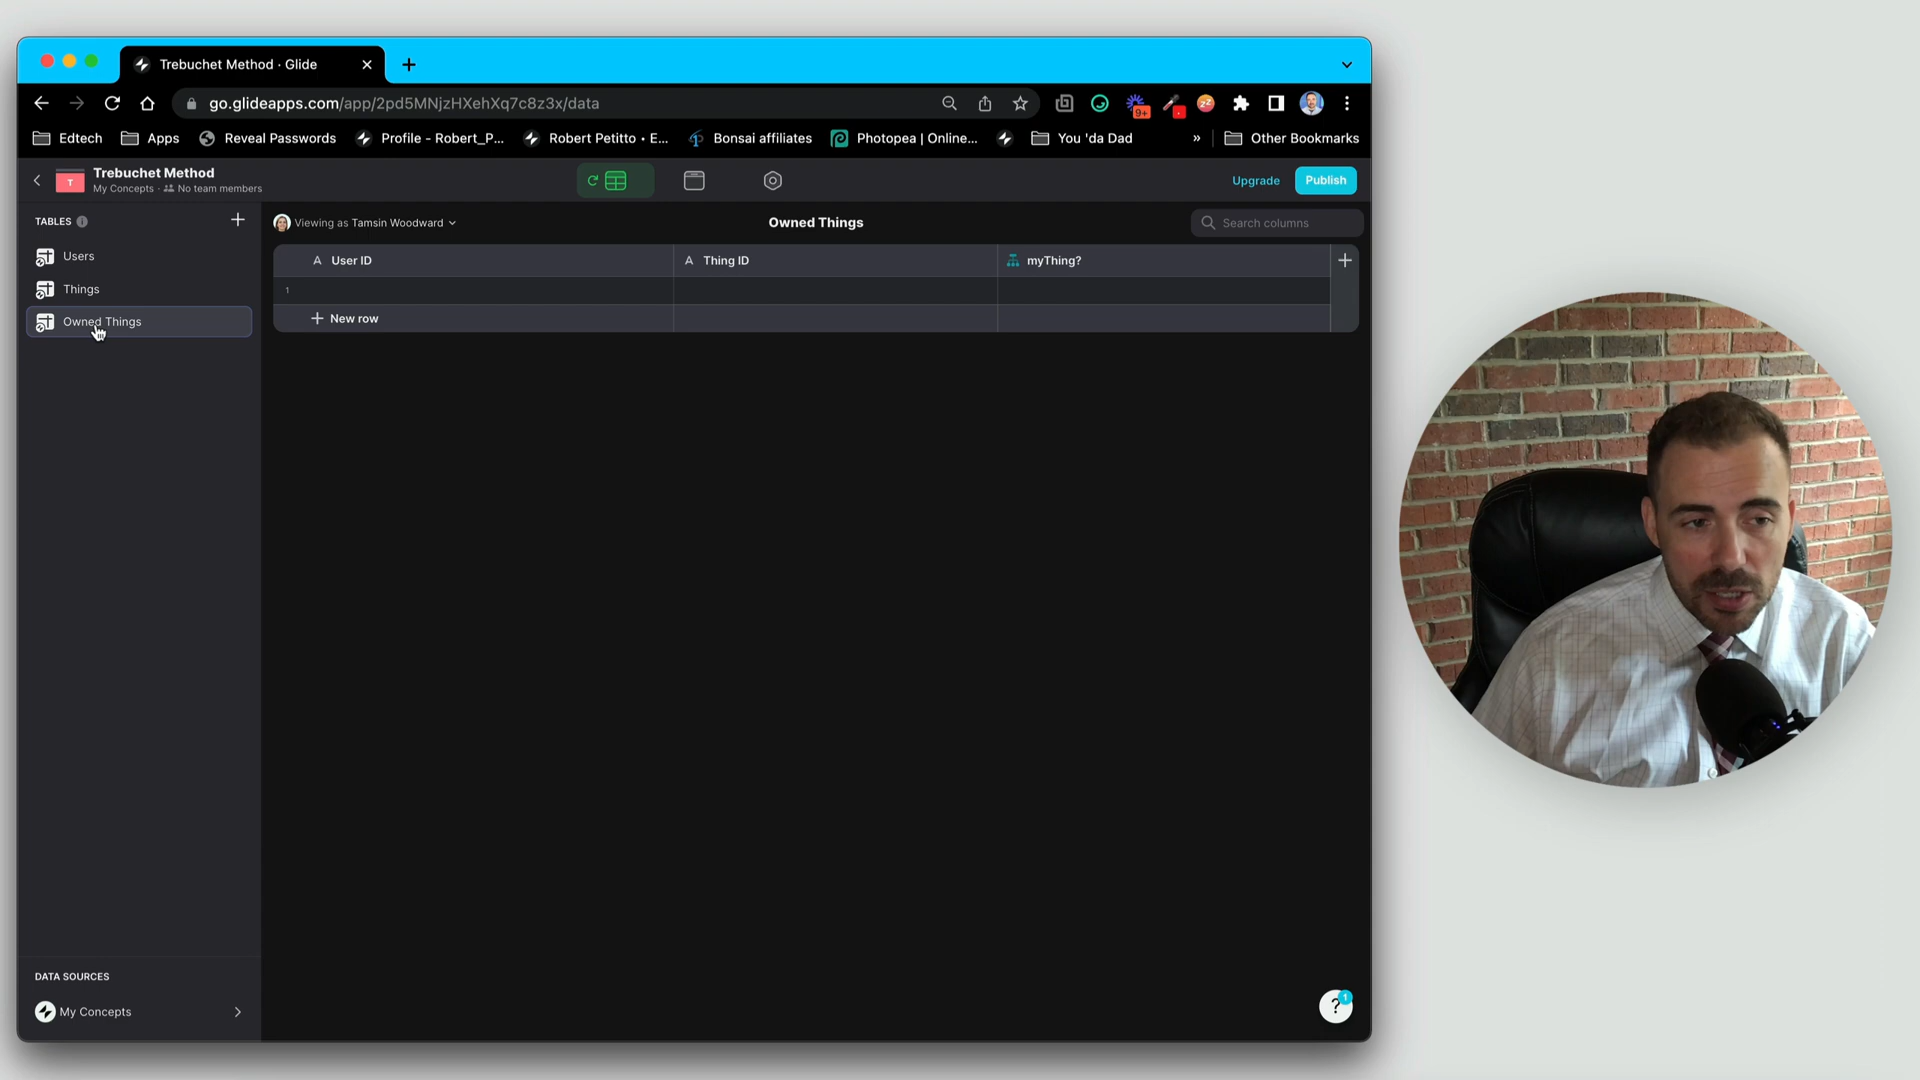 Trebuchet Method · Glide
go.glideapps.com/app/2pd5MNjzHXehXq7c8z3x/data
9+
zz
Edtech
Apps
Reveal Passwords
Profile - Robert_P...
Robert Petitto • E...
Bonsai affiliates
Photopea | Online...
You 'da Dad
»
Other Bookmarks
T
Trebuchet Method
My Concepts · No team members
Upgrade
Publish
TABLES
Users
Things
Owned Things
Viewing as Tamsin Woodward
Owned Things
Search columns
A User ID
A Thing ID
myThing?
1
New row
DATA SOURCES
My Concepts
?
1